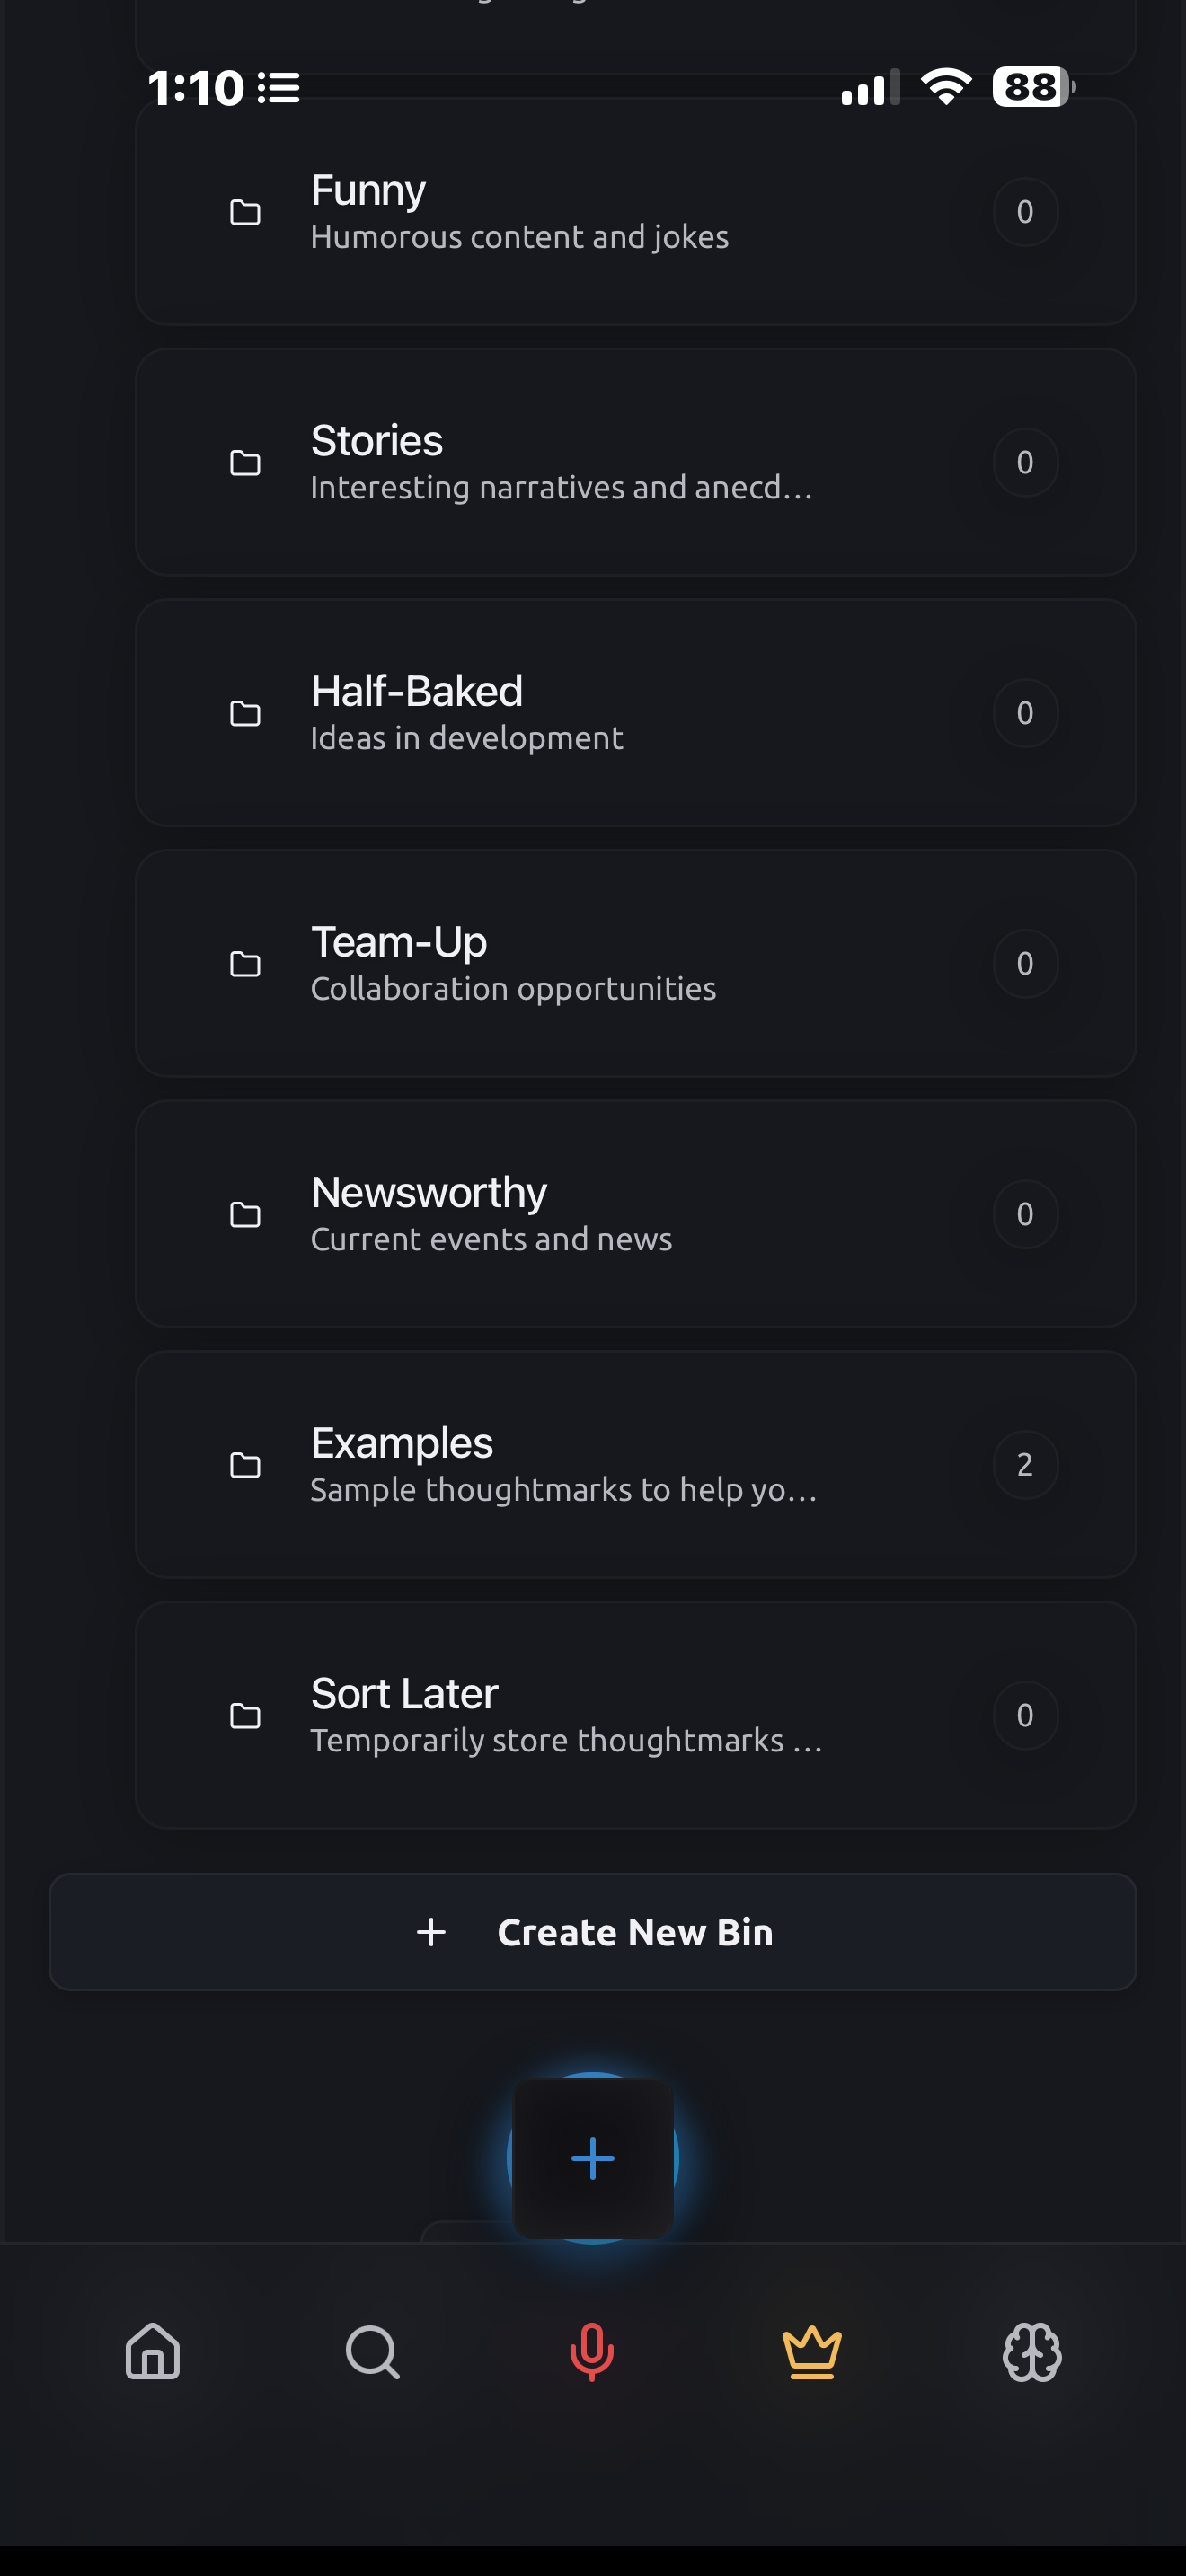 1:10 88
Funny
Humorous content and jokes
0
Stories
Interesting narratives and anecd...
0
Half-Baked
Ideas in development
0
Team-Up
Collaboration opportunities
0
Newsworthy
Current events and news
0
Examples
Sample thoughtmarks to help yo...
2
Sort Later
Temporarily store thoughtmarks ...
0
Create New Bin